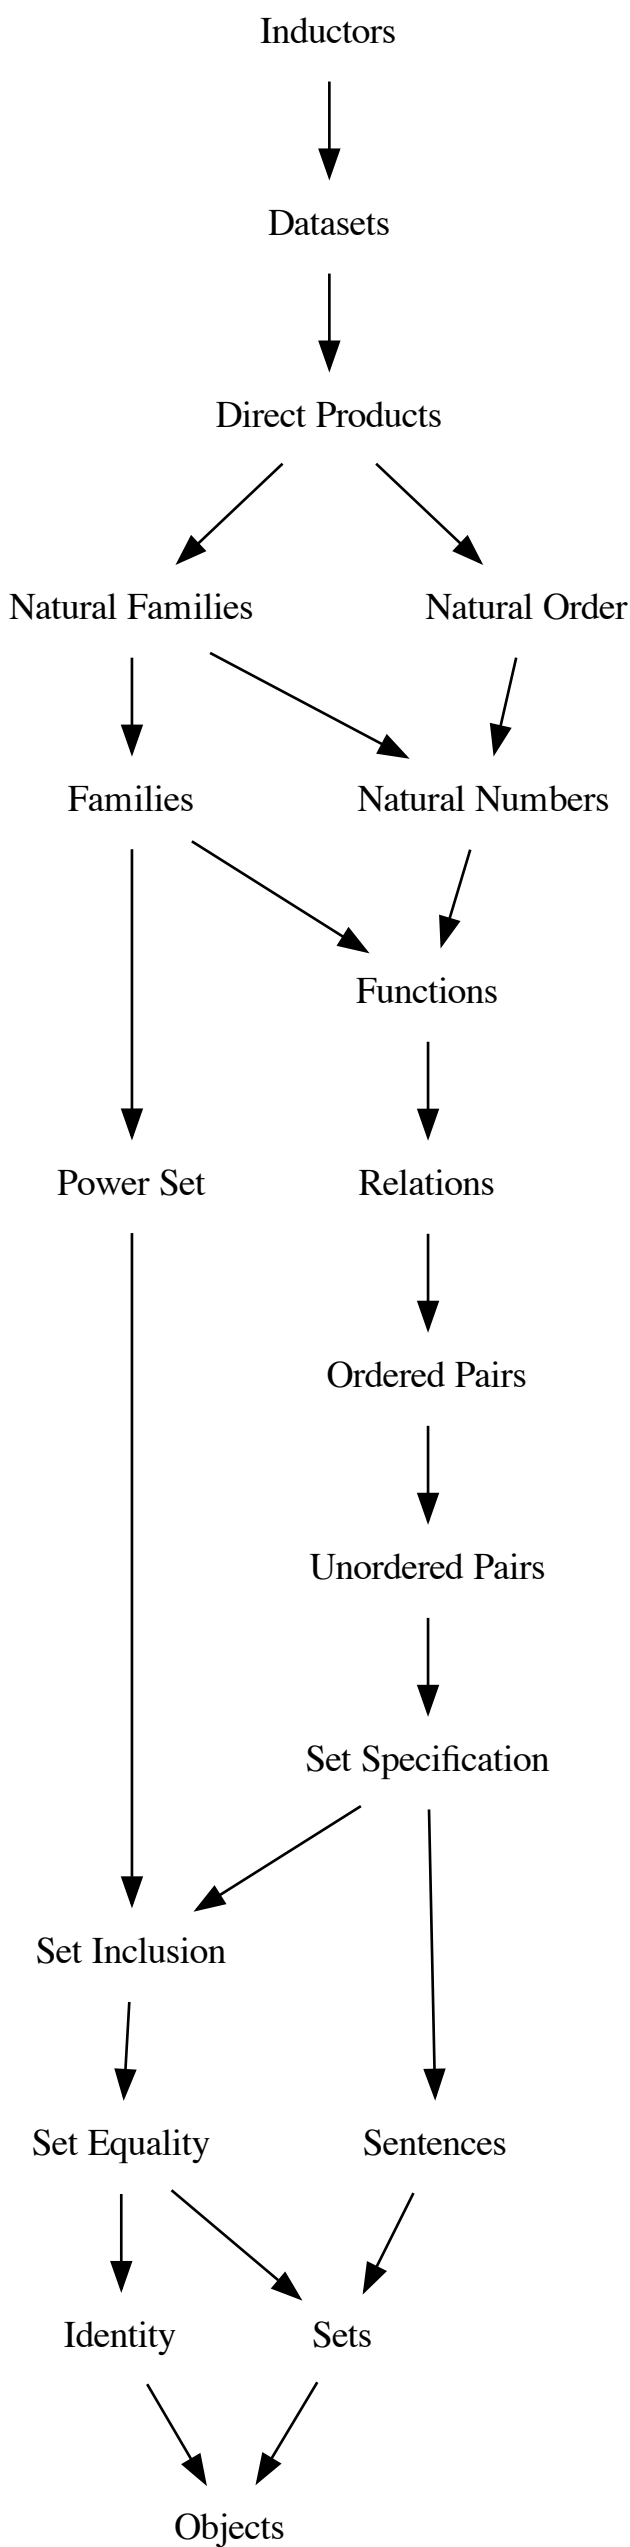 Inductors
Datasets
Direct Products
Natural Families
Natural Order
Families
Natural Numbers
Functions
Power Set
Relations
Ordered Pairs
Unordered Pairs
Set Specification
Set Inclusion
Set Equality
Sentences
Identity
Sets
Objects